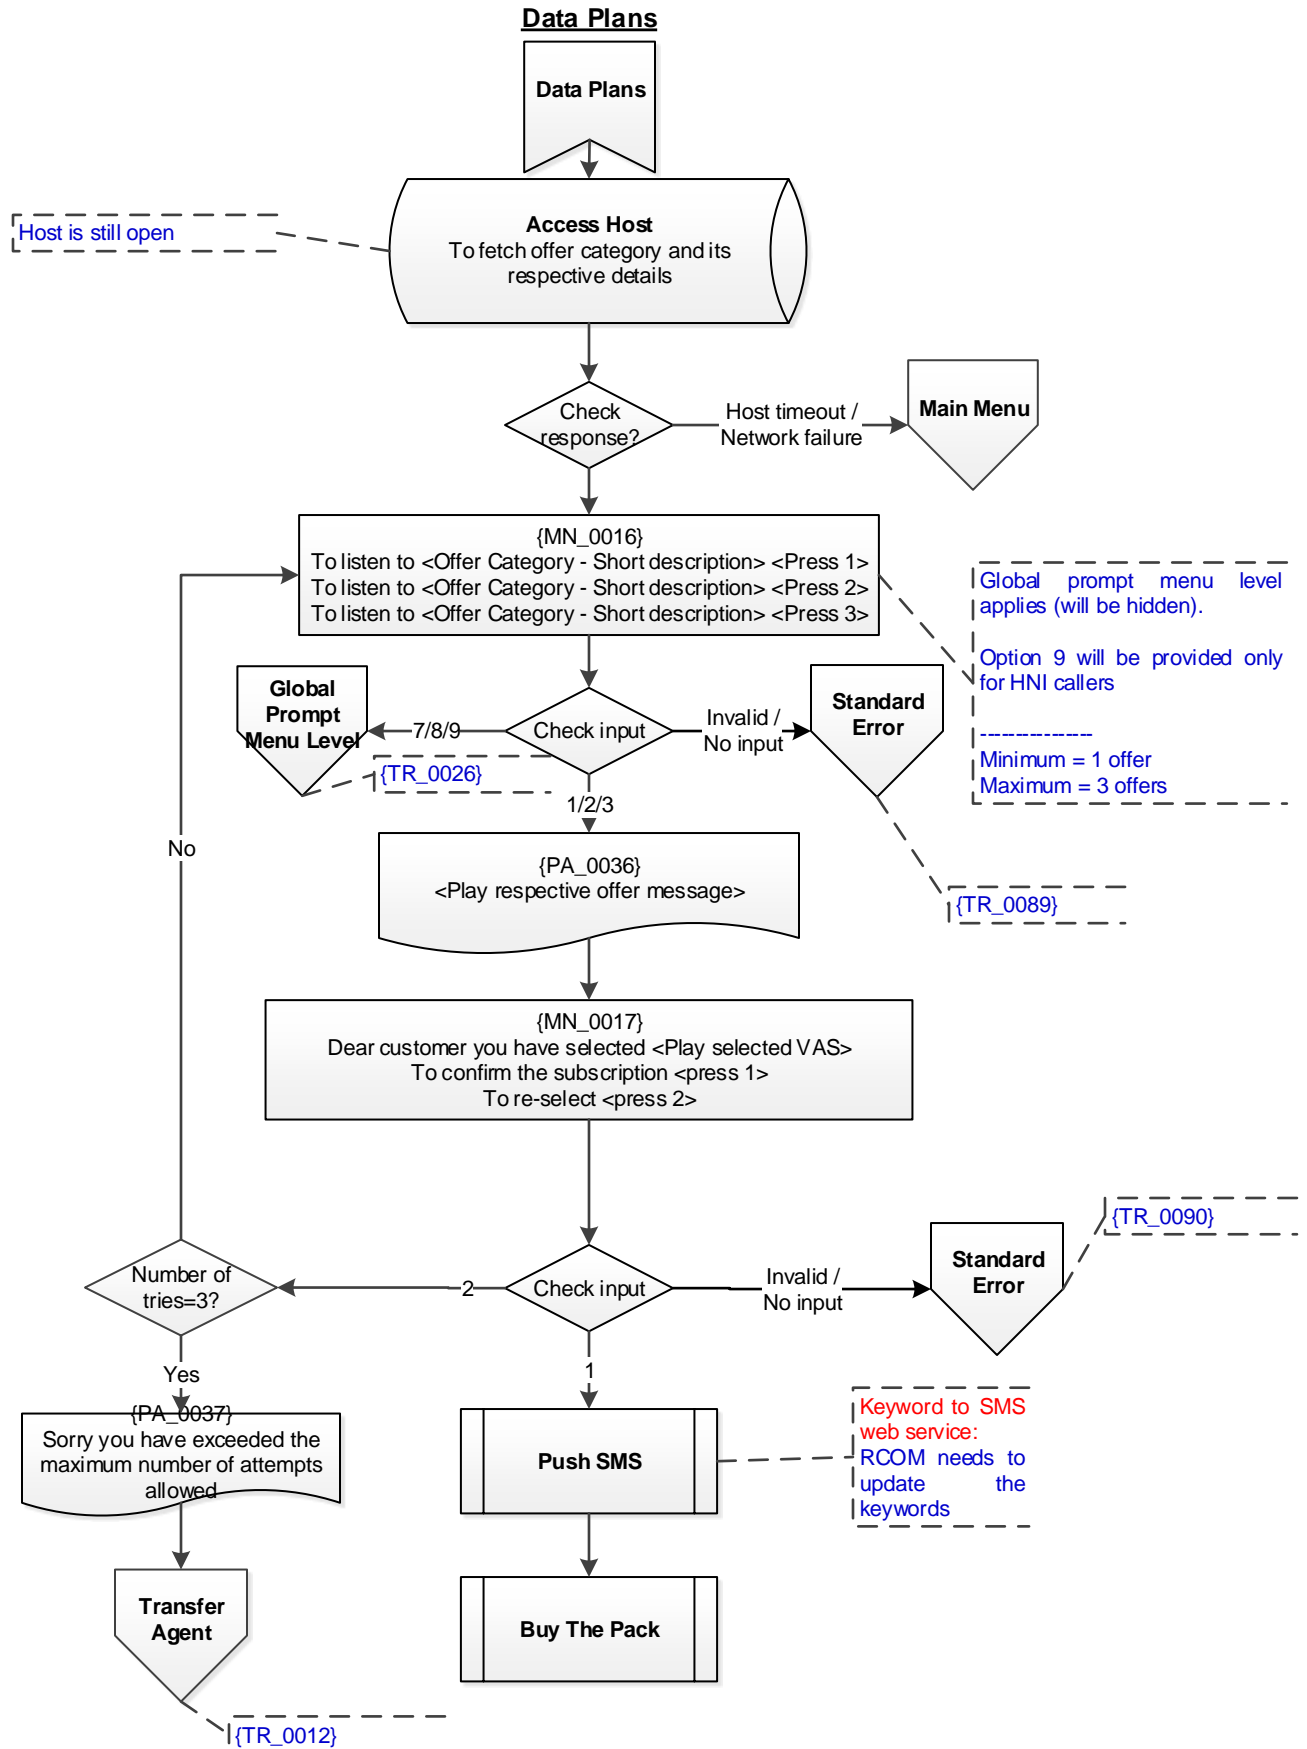 Data Plans
Data Plans
Access Host
To fetch offer category and its
respective details
Host is still open
Check
response?
Host timeout /
Network failure
Main Menu
{MN_0016}
To listen to <Offer Category - Short description> <Press 1>
To listen to <Offer Category - Short description> <Press 2>
To listen to <Offer Category - Short description> <Press 3>
Global prompt menu level
applies (will be hidden).
Option 9 will be provided only
for HNI callers
----------------
Minimum = 1 offer
Maximum = 3 offers
Global
Prompt
Menu Level
7/8/9
Check input
Invalid /
No input
Standard
Error
{TR_0026}
1/2/3
No
{PA_0036}
<Play respective offer message>
{TR_0089}
{MN_0017}
Dear customer you have selected <Play selected VAS>
To confirm the subscription <press 1>
To re-select <press 2>
{TR_0090}
Number of
tries=3?
2
Check input
Invalid /
No input
Standard
Error
Yes
1
{PA_0037}
Sorry you have exceeded the
maximum number of attempts
allowed
Push SMS
Keyword to SMS
web service:
RCOM needs to
update the
keywords
Transfer
Agent
Buy The Pack
{TR_0012}